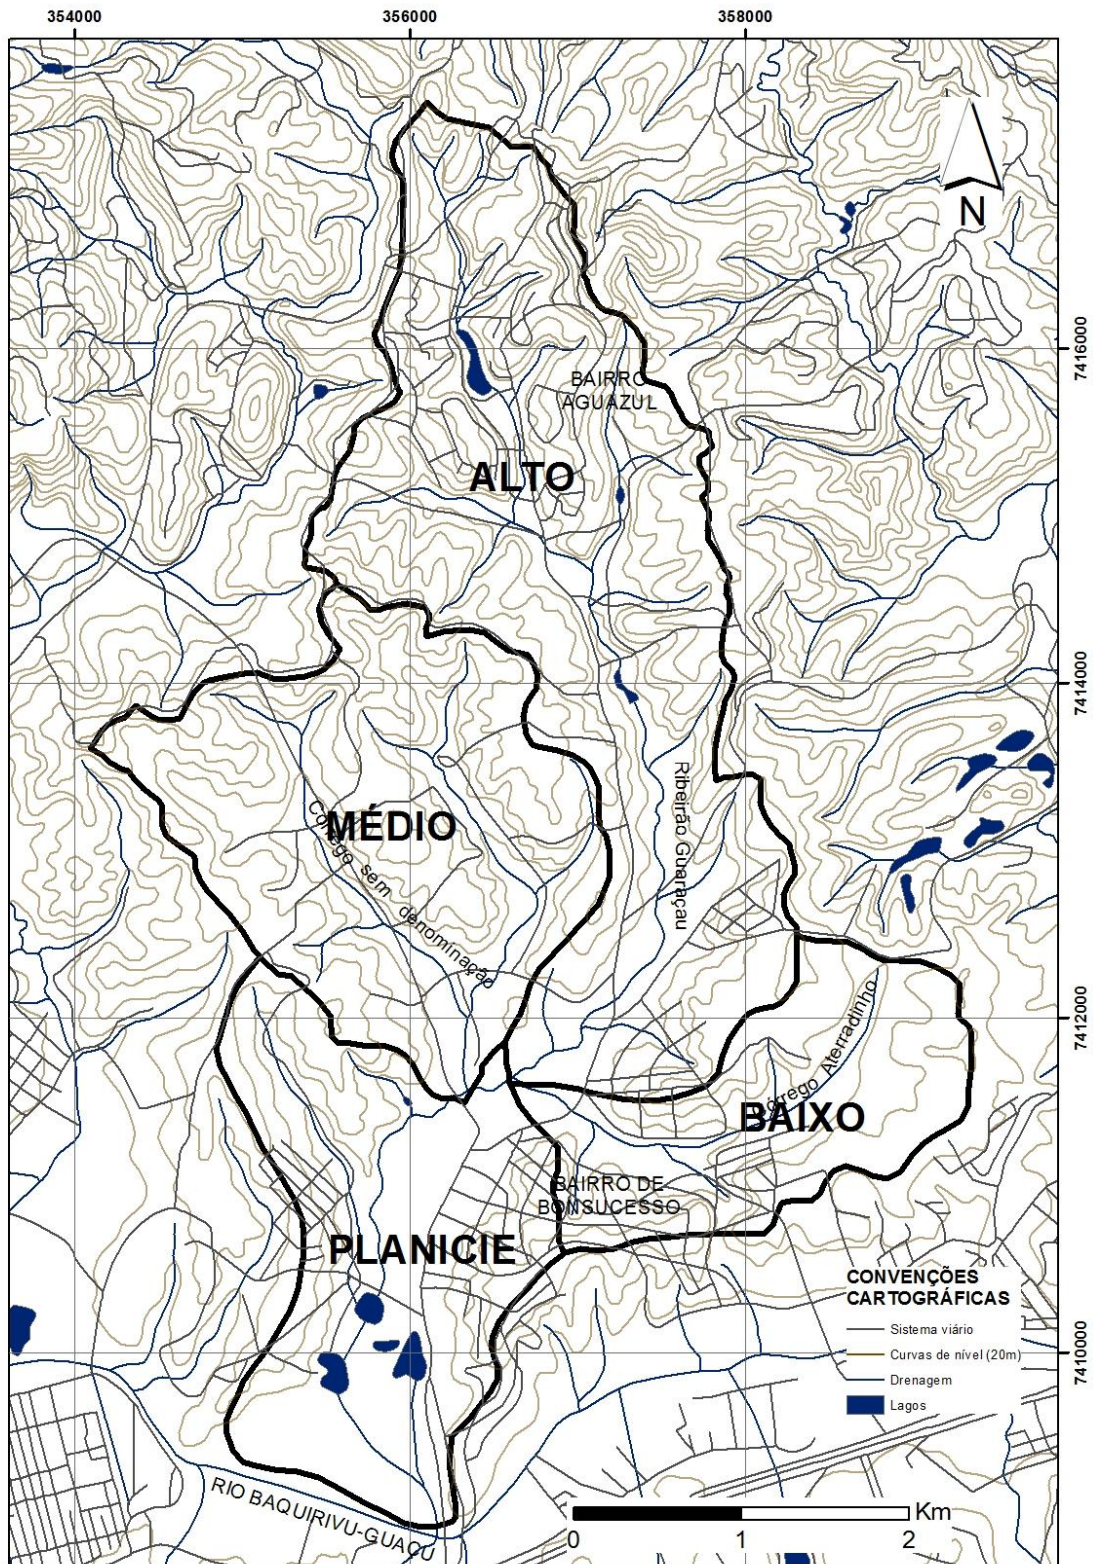 354000
356000
358000
N
7416000
BAIRRO
AGUAZUL
ALTO
7414000
Ribeirão Guaraçau
MÉDIO
Córrego sem denominação
7412000
Córrego Aterradinho
BAIXO
BAIRRO DE
BONSUCESSO
PLANICIE
CONVENÇÕES
CARTOGRÁFICAS
Sistema viário
Curvas de nível (20m)
7410000
Drenagem
Lagos
RIO BAQUIRIVU-GUAÇU
Km
0 1 2